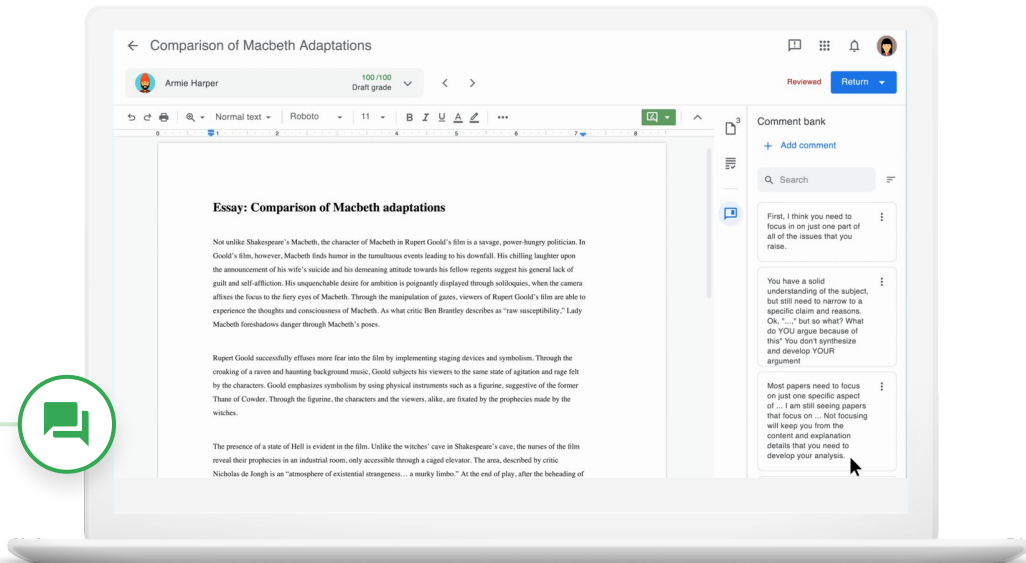 Comparison of Macbeth Adaptations
Armie Harper
100 /100
Draft grade
Reviewed
Return
Normal text
Roboto
11
B I U A
0 1 2 3 4 5 6 7 8
3
Comment bank
+ Add comment
Search
Essay: Comparison of Macbeth adaptations
Not unlike Shakespeare's Macbeth, the character of Macbeth in Rupert Goold's film is a savage, power-hungry politician. In
Goold's film, however, Macbeth finds humor in the tumultuous events leading to his downfall. His chilling laughter upon
the announcement of his wife's suicide and his demeaning attitude towards his fellow regents suggest his general lack of
guilt and self-affliction. His unquenchable desire for ambition is poignantly displayed through soliloquies, when the camera
affixes the focus to the fiery eyes of Macbeth. Through the manipulation of gazes, viewers of Rupert Goold's film are able to
experience the thoughts and consciousness of Macbeth. As what critic Ben Brantley describes as "raw susceptibility," Lady
Macbeth foreshadows danger through Macbeth's poses.
Rupert Goold successfully effuses more fear into the film by implementing staging devices and symbolism. Through the
croaking of a raven and haunting background music, Goold subjects his viewers to the same state of agitation and rage felt
by the characters. Goold emphasizes symbolism by using physical instruments such as a figurine, suggestive of the former
Thane of Cowder. Through the figurine, the characters and the viewers, alike, are fixated by the prophecies made by the
witches.
The presence of a state of Hell is evident in the film. Unlike the witches' cave in Shakespeare's cave, the nurses of the film
reveal their prophecies in an industrial room, only accessible through a caged elevator. The area, described by critic
Nicholas de Jongh is an "atmosphere of existential strangeness… a murky limbo." At the end of play, after the beheading of
First, I think you need to
focus in on just one part of
all of the issues that you
raise.
You have a solid
understanding of the subject,
but still need to narrow to a
specific claim and reasons.
Ok, "...," but so what? What
do YOU argue because of
this" You don't synthesize
and develop YOUR
argument
Most papers need to focus
on just one specific aspect
of ... I am still seeing papers
that focus on ... Not focusing
will keep you from the
content and explanation
details that you need to
develop your analysis.